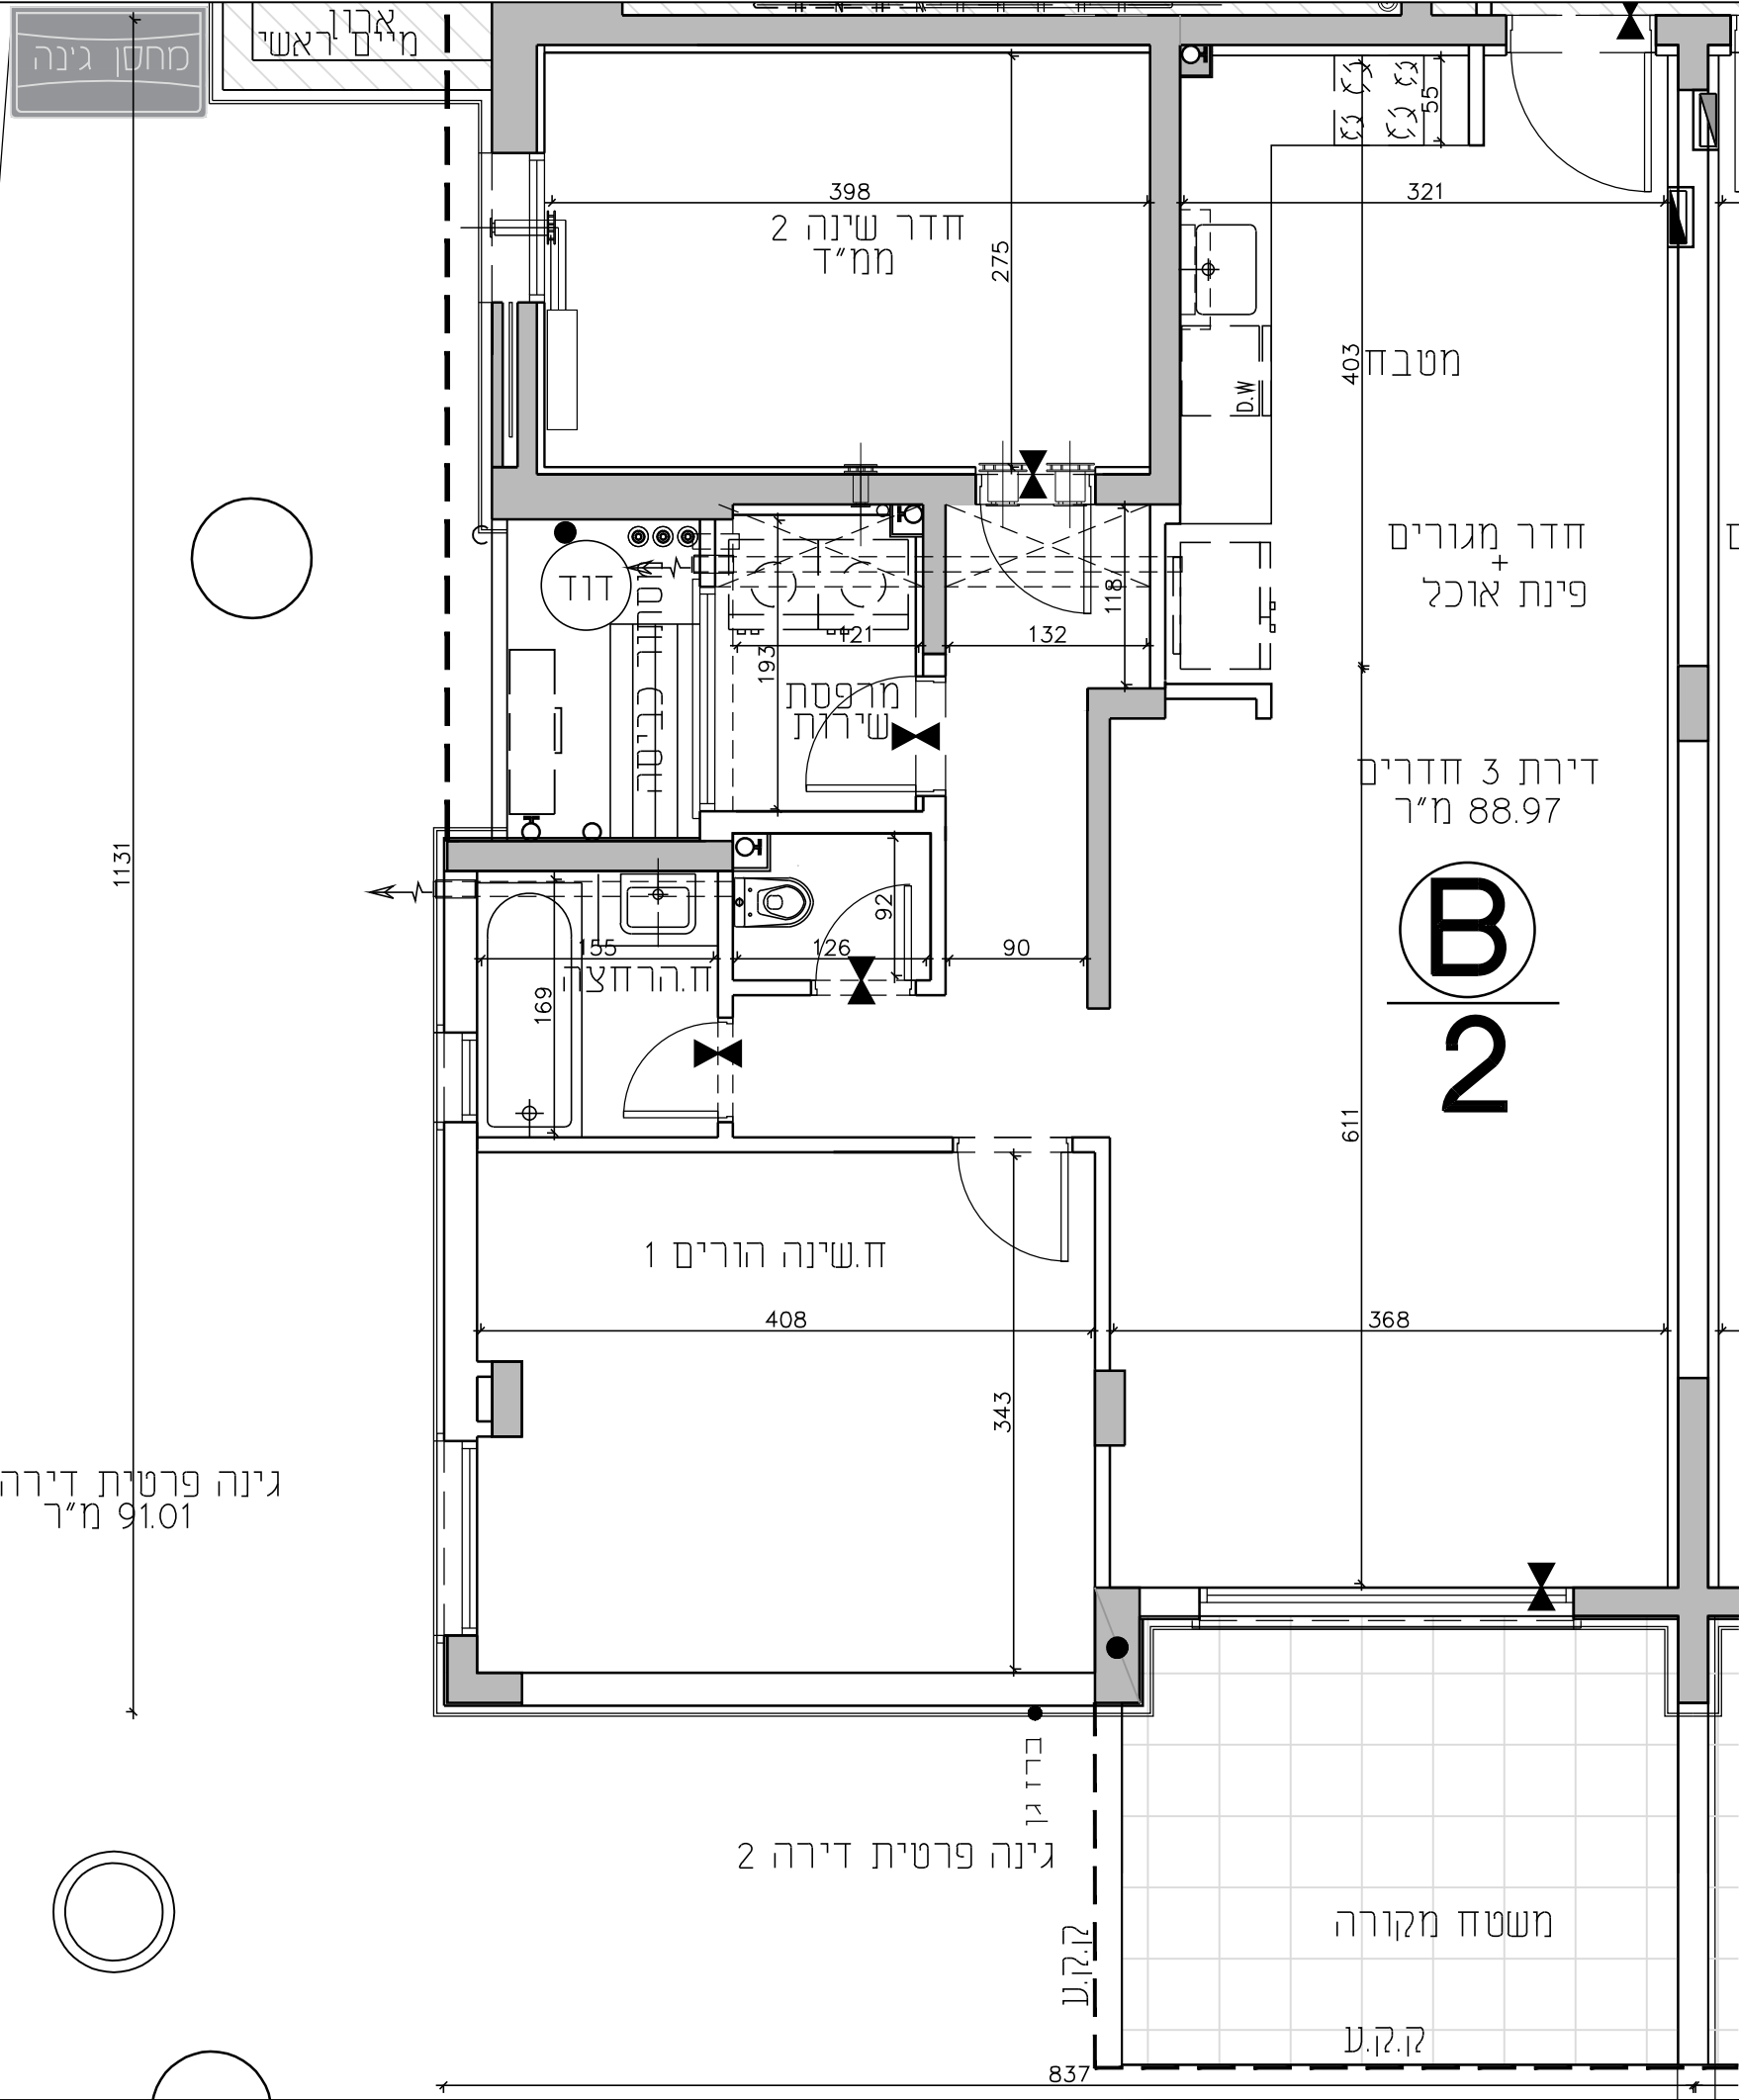 מחסן גינה
ארון
מיים ראשי
398
חדר שינה 2
ממ"ד
275
55
321
403
מטבח
D.W
חדר מגורים
+
פינת אוכל
דוד
מסתור כביסה
121
132
118
193
מרפסת
שירות
דירת 3 חדרים
88.97 מ"ר
B
2
1131
92
155
126
90
ח.הרחצה
169
611
ח.שינה הורים 1
408
368
343
גינה פרטית דירה
91.01 מ"ר
ברז גן
גינה פרטית דירה 2
משטח מקורה
ק.ק.ע
ק.ק.ע
837